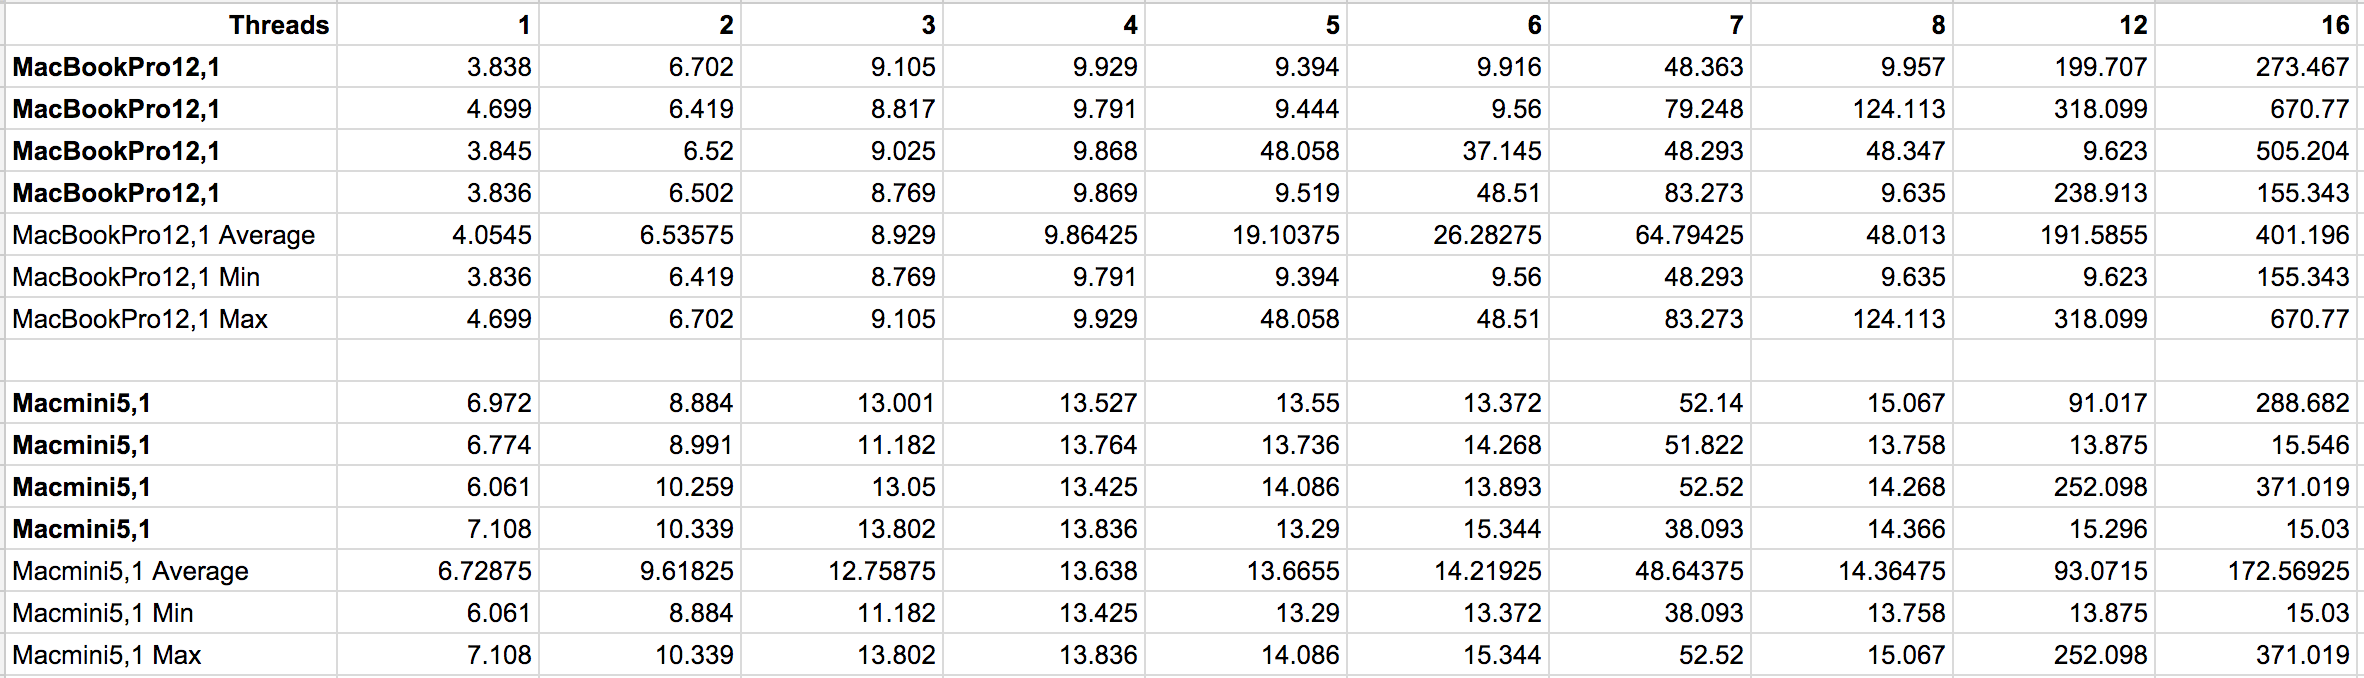 Threads 1 2 3 4 5 6 7 8 12 16
MacBookPro12,1 3.838 6.702 9.105 9.929 9.394 9.916 48.363 9.957 199.707 273.467
MacBookPro12,1 4.699 6.419 8.817 9.791 9.444 9.56 79.248 124.113 318.099 670.77
MacBookPro12,1 3.845 6.52 9.025 9.868 48.058 37.145 48.293 48.347 9.623 505.204
MacBookPro12,1 3.836 6.502 8.769 9.869 9.519 48.51 83.273 9.635 238.913 155.343
MacBookPro12,1 Average 4.0545 6.53575 8.929 9.86425 19.10375 26.28275 64.79425 48.013 191.5855 401.196
MacBookPro12,1 Min 3.836 6.419 8.769 9.791 9.394 9.56 48.293 9.635 9.623 155.343
MacBookPro12,1 Max 4.699 6.702 9.105 9.929 48.058 48.51 83.273 124.113 318.099 670.77
Macmini5,1 6.972 8.884 13.001 13.527 13.55 13.372 52.14 15.067 91.017 288.682
Macmini5,1 6.774 8.991 11.182 13.764 13.736 14.268 51.822 13.758 13.875 15.546
Macmini5,1 6.061 10.259 13.05 13.425 14.086 13.893 52.52 14.268 252.098 371.019
Macmini5,1 7.108 10.339 13.802 13.836 13.29 15.344 38.093 14.366 15.296 15.03
Macmini5,1 Average 6.72875 9.61825 12.75875 13.638 13.6655 14.21925 48.64375 14.36475 93.0715 172.56925
Macmini5,1 Min 6.061 8.884 11.182 13.425 13.29 13.372 38.093 13.758 13.875 15.03
Macmini5,1 Max 7.108 10.339 13.802 13.836 14.086 15.344 52.52 15.067 252.098 371.019